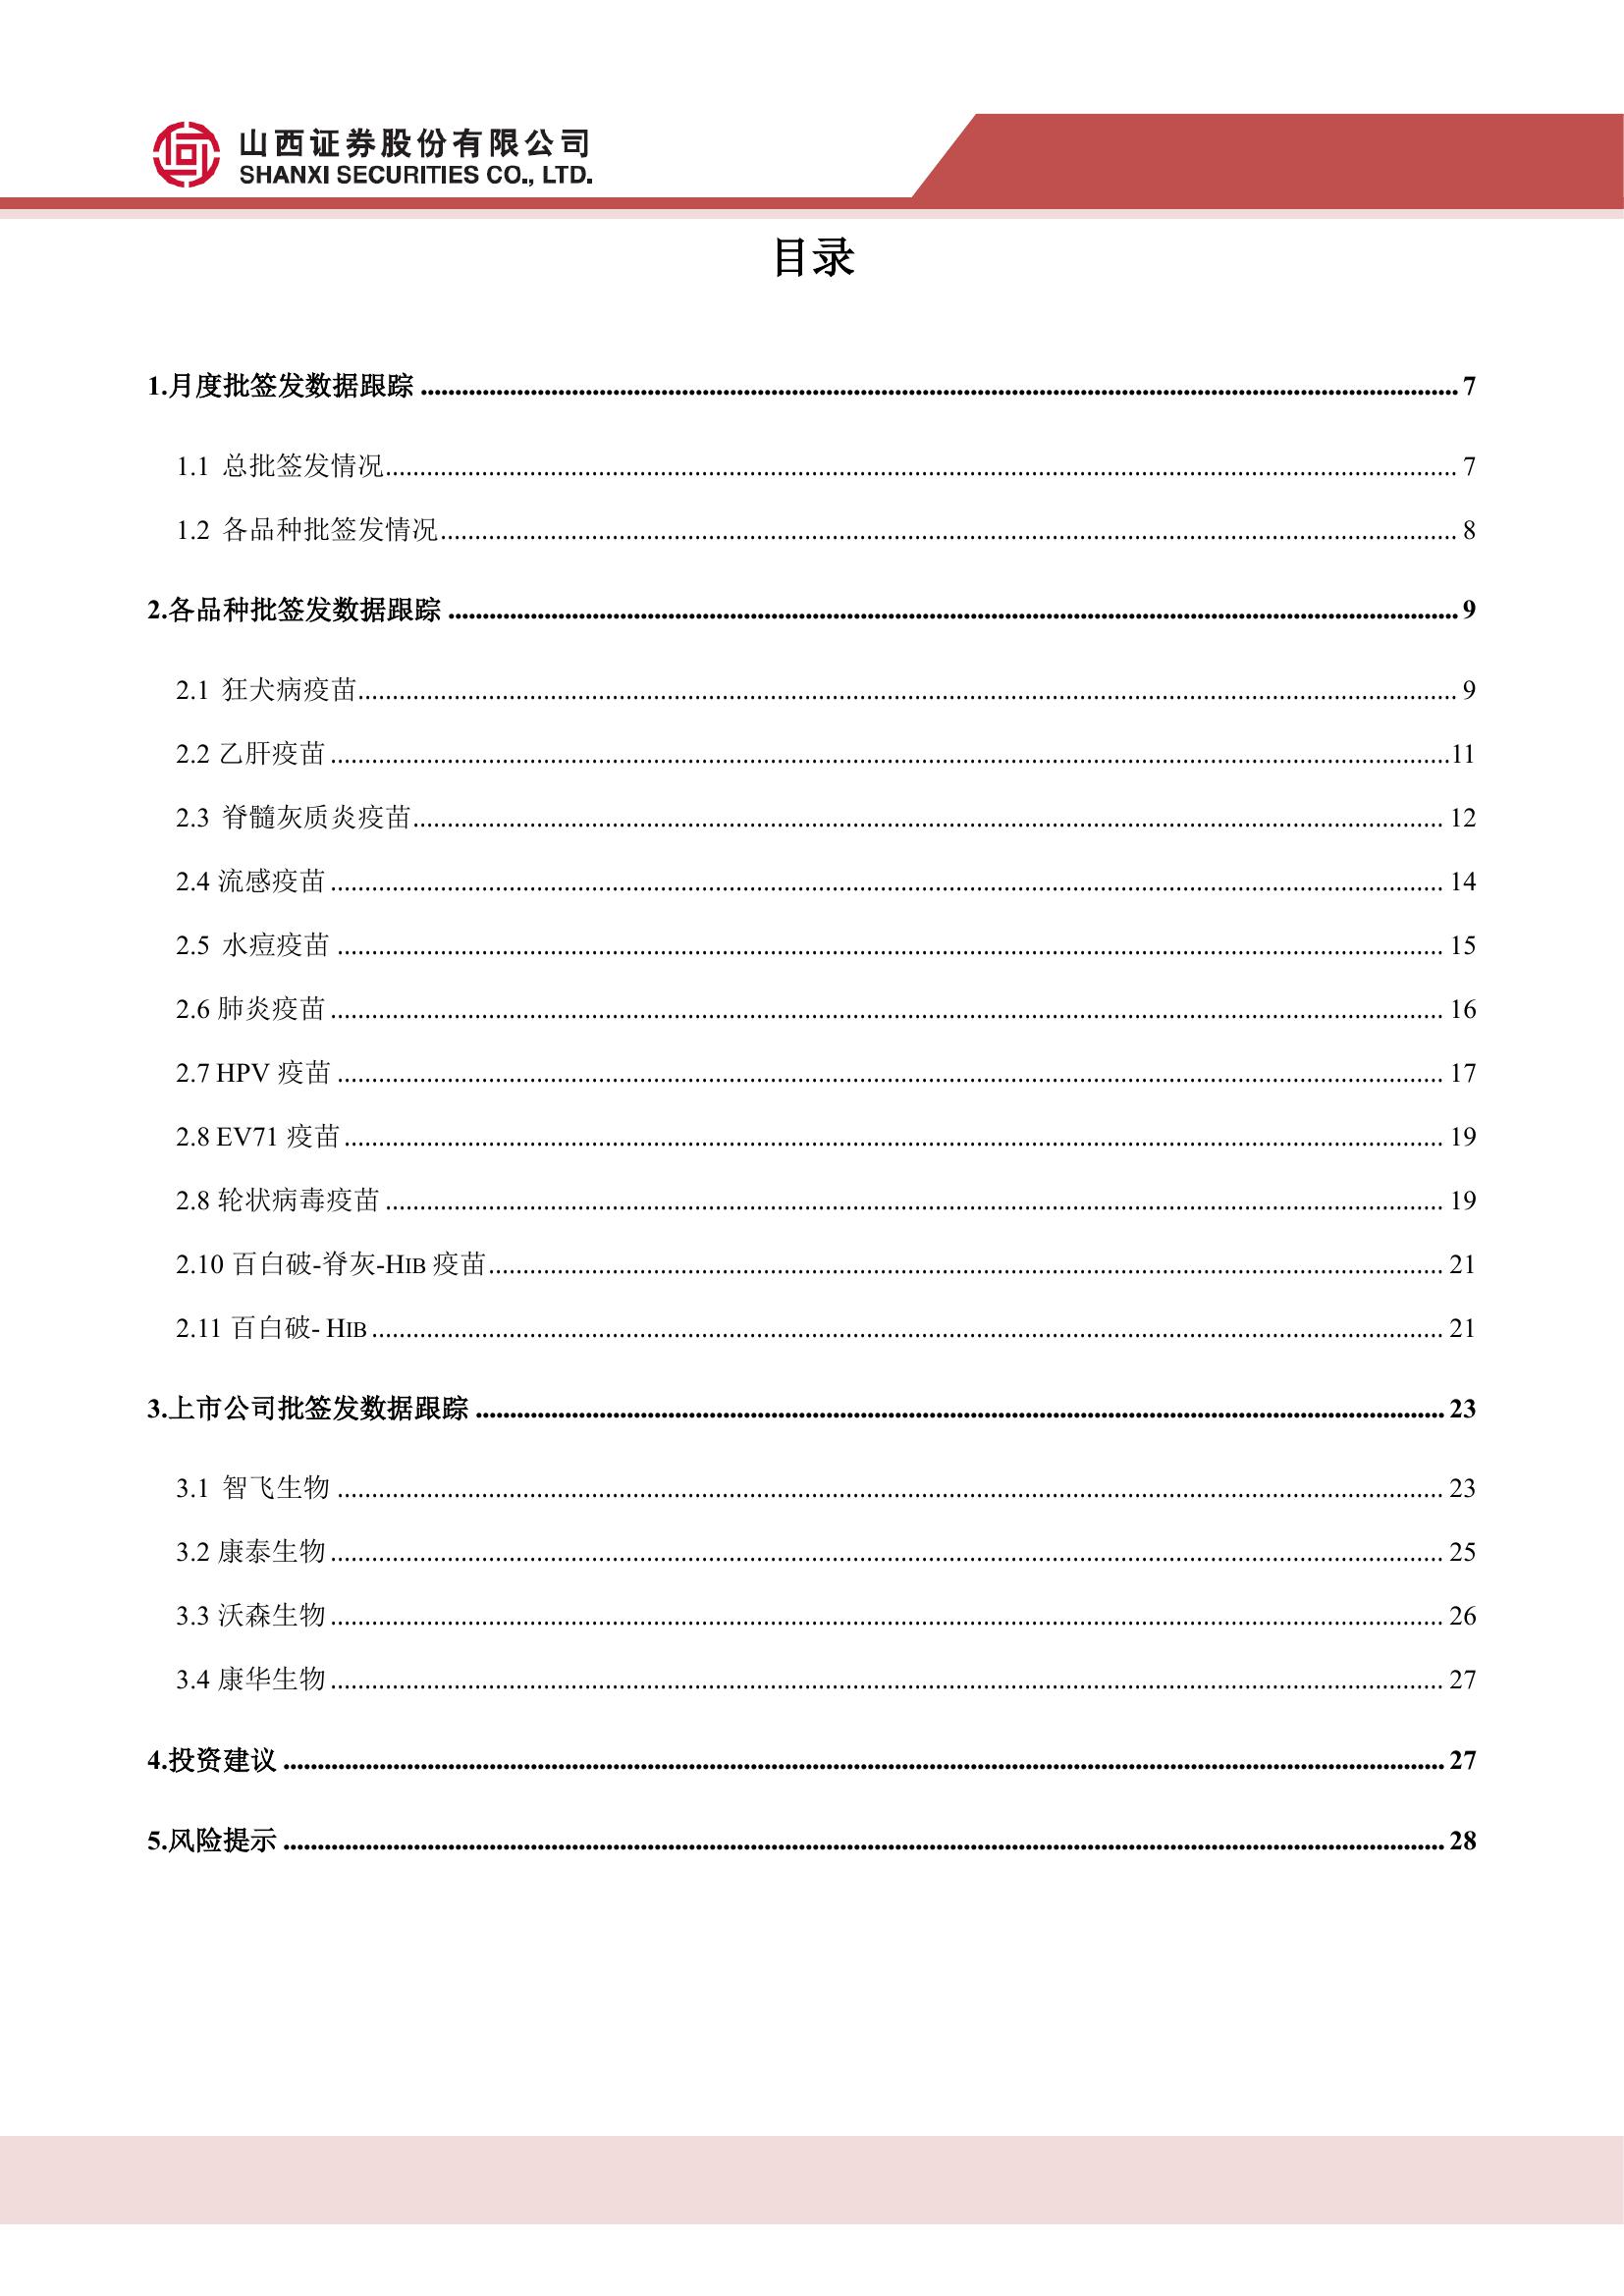 山西证券股份有限公司
SHANXI SECURITIES CO., LTD.
目录
1.月度批签发数据跟踪 ........ 7
1.1 总批签发情况 ........ 7
1.2 各品种批签发情况 ........ 8
2.各品种批签发数据跟踪 ........ 9
2.1 狂犬病疫苗 ........ 9
2.2 乙肝疫苗 ........ 11
2.3 脊髓灰质炎疫苗 ........ 12
2.4 流感疫苗 ........ 14
2.5 水痘疫苗 ........ 15
2.6 肺炎疫苗 ........ 16
2.7 HPV 疫苗 ........ 17
2.8 EV71 疫苗 ........ 19
2.8 轮状病毒疫苗 ........ 19
2.10 百白破-脊灰-HIB 疫苗 ........ 21
2.11 百白破- HIB ........ 21
3.上市公司批签发数据跟踪 ........ 23
3.1 智飞生物 ........ 23
3.2 康泰生物 ........ 25
3.3 沃森生物 ........ 26
3.4 康华生物 ........ 27
4.投资建议 ........ 27
5.风险提示 ........ 28